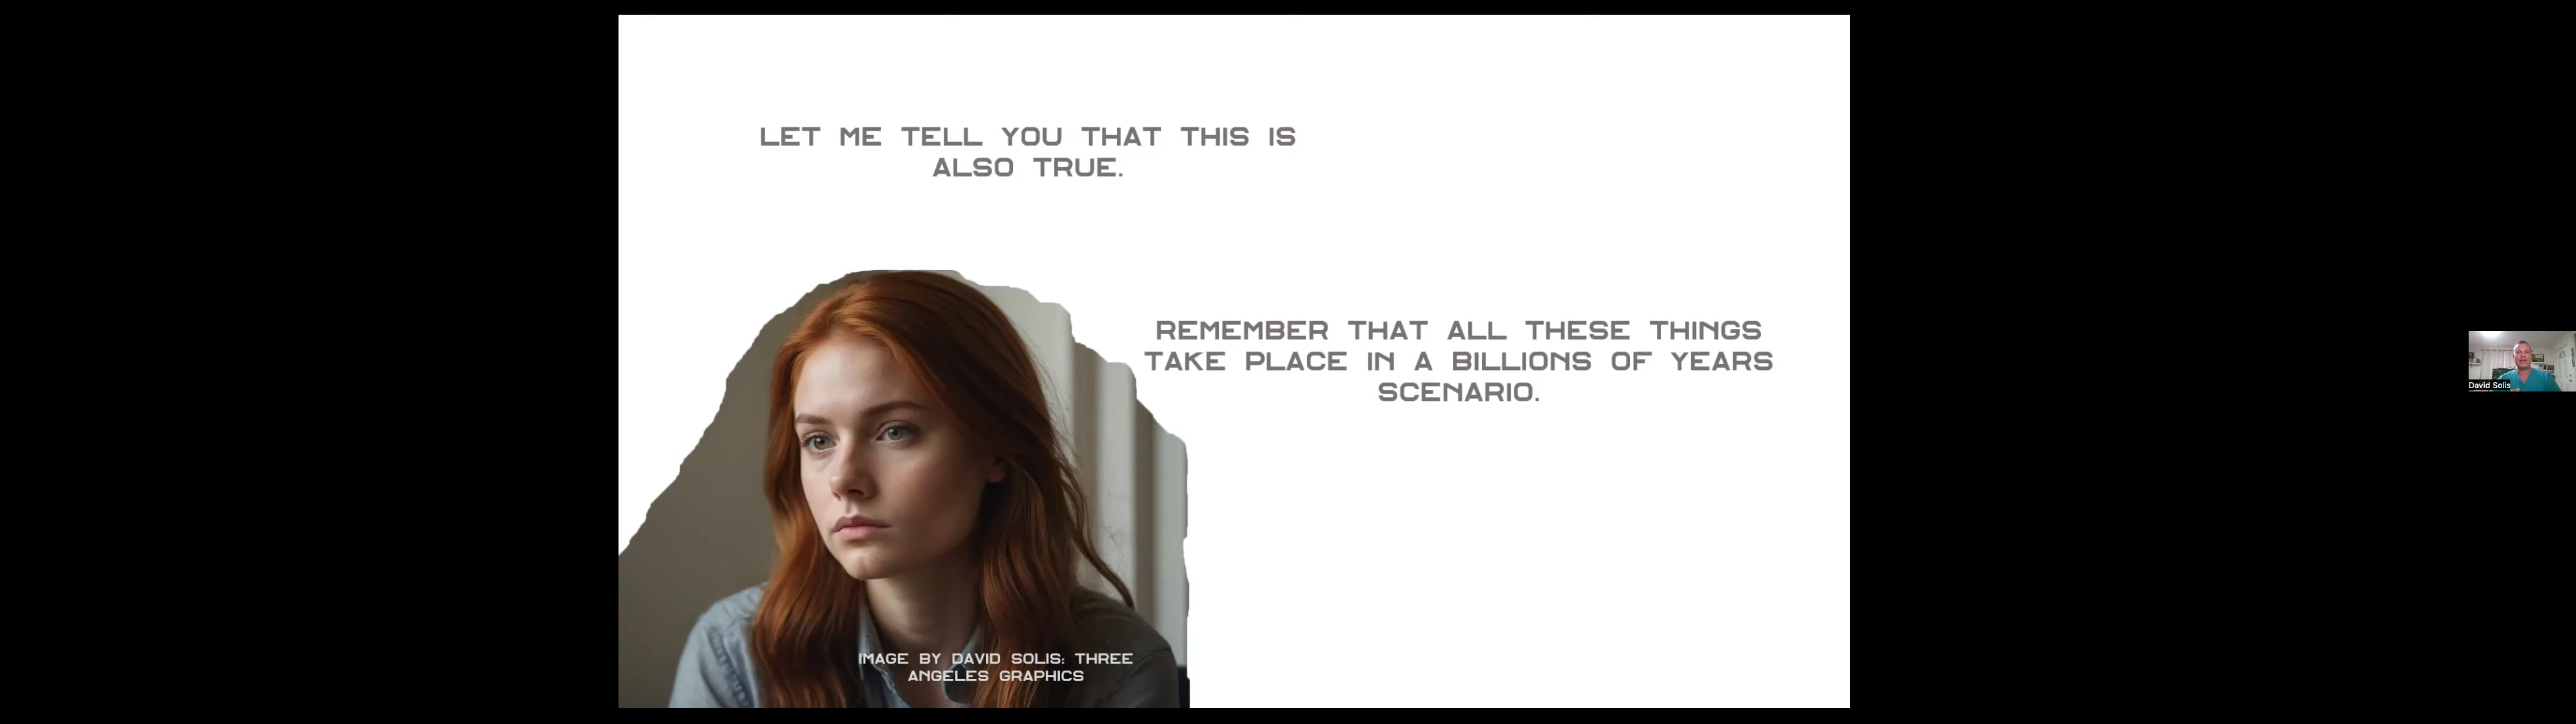 LET ME TELL YOU THAT THIS IS
ALSO TRUE.
REMEMBER THAT ALL THESE THINGS
TAKE PLACE IN A BILLIONS OF YEARS
SCENARIO.
IMAGE BY DAVID SOLIS: THREE
ANGELES GRAPHICS
David Solis